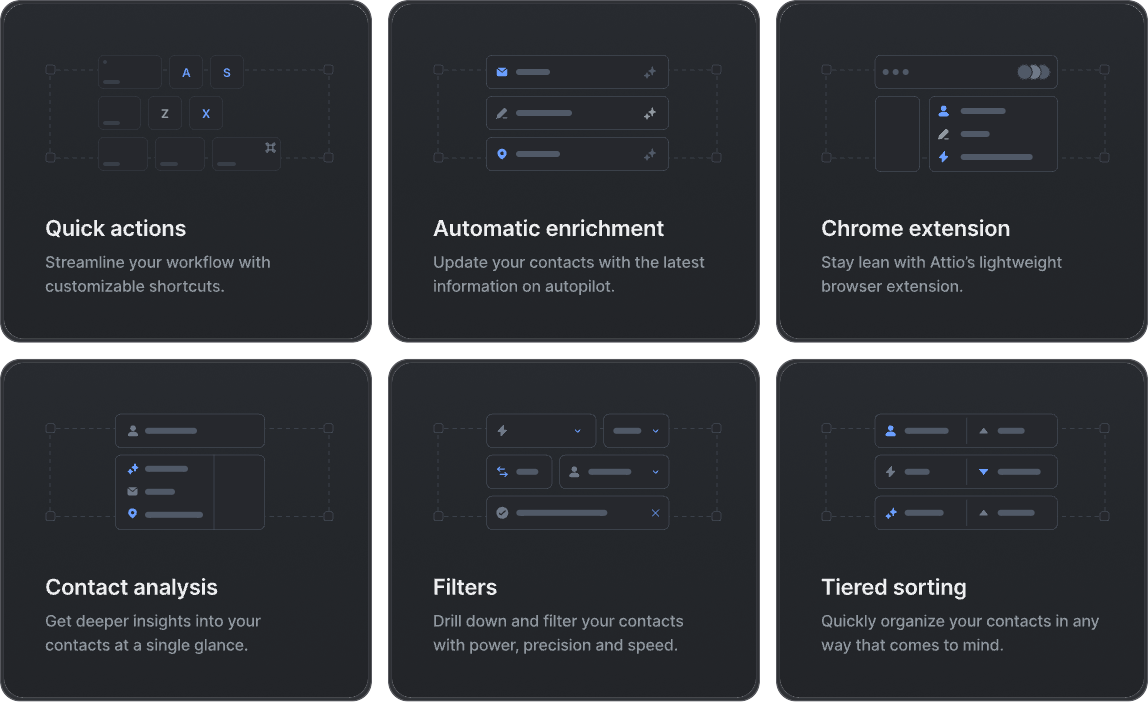 A
S
Z
X
Quick actions
Streamline your workflow with
customizable shortcuts.
Automatic enrichment
Update your contacts with the latest
information on autopilot.
Chrome extension
Stay lean with Attio’s lightweight
browser extension.
Contact analysis
Get deeper insights into your
contacts at a single glance.
Filters
Drill down and filter your contacts
with power, precision and speed.
Tiered sorting
Quickly organize your contacts in any
way that comes to mind.